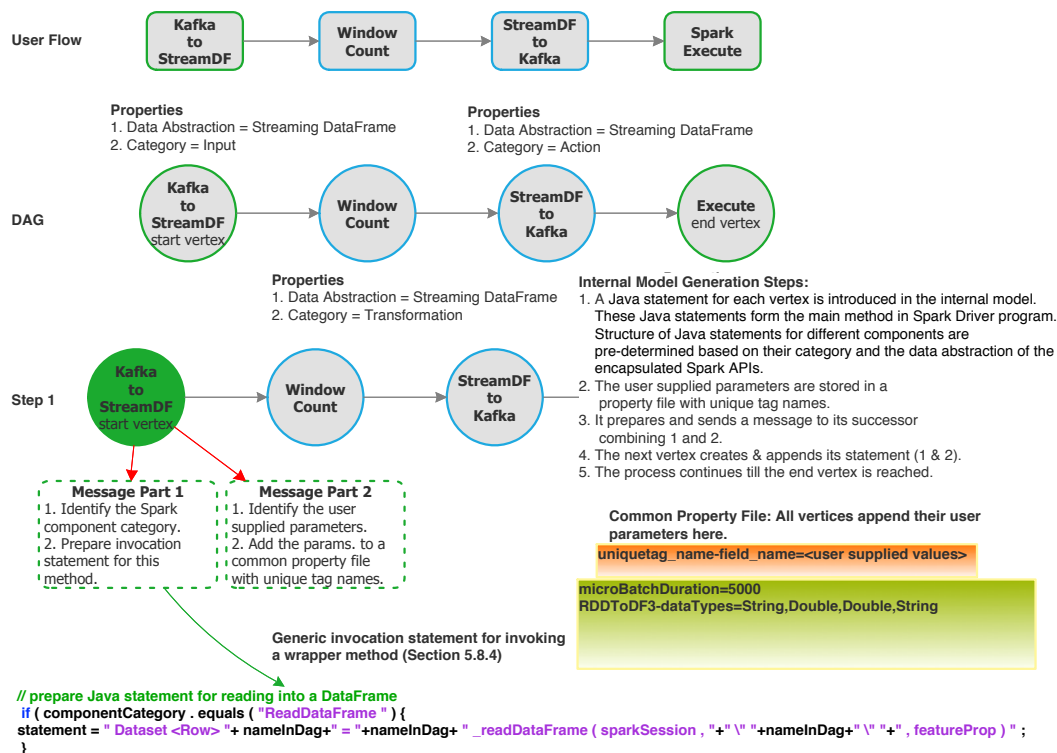 User Flow
Kafka
to
StreamDF
Window
Count
StreamDF
to
Kafka
Spark
Execute
Properties
1. Data Abstraction = Streaming DataFrame
2. Category = Input
Properties
1. Data Abstraction = Streaming DataFrame
2. Category = Action
DAG
Kafka
to
StreamDF
start vertex
Window
Count
StreamDF
to
Kafka
Execute
end vertex
Properties
1. Data Abstraction = Streaming DataFrame
2. Category = Transformation
Step 1
Kafka
to
StreamDF
start vertex
Window
Count
StreamDF
to
Kafka
Internal Model Generation Steps:
1. A Java statement for each vertex is introduced in the internal model.
These Java statements form the main method in Spark Driver program.
Structure of Java statements for different components are
pre-determined based on their category and the data abstraction of the
encapsulated Spark APIs.
2. The user supplied parameters are stored in a
property file with unique tag names.
3. It prepares and sends a message to its successor
combining 1 and 2.
4. The next vertex creates & appends its statement (1 & 2).
5. The process continues till the end vertex is reached.
Message Part 1
1. Identify the Spark
component category.
2. Prepare invocation
statement for this
method.
Message Part 2
1. Identify the user
supplied parameters.
2. Add the params. to a
common property file
with unique tag names.
Common Property File: All vertices append their user
parameters here.
uniquetag_name-field_name=<user supplied values>
microBatchDuration=5000
RDDToDF3-dataTypes=String,Double,Double,String
Generic invocation statement for invoking
a wrapper method (Section 5.8.4)
// prepare Java statement for reading into a DataFrame
if ( componentCategory . equals ( "ReadDataFrame " ) {
statement = " Dataset <Row> "+ nameInDag+ " = "+nameInDag+ " _readDataFrame ( sparkSession , "+" \" "+nameInDag+" \" "+" , featureProp ) " ;
}